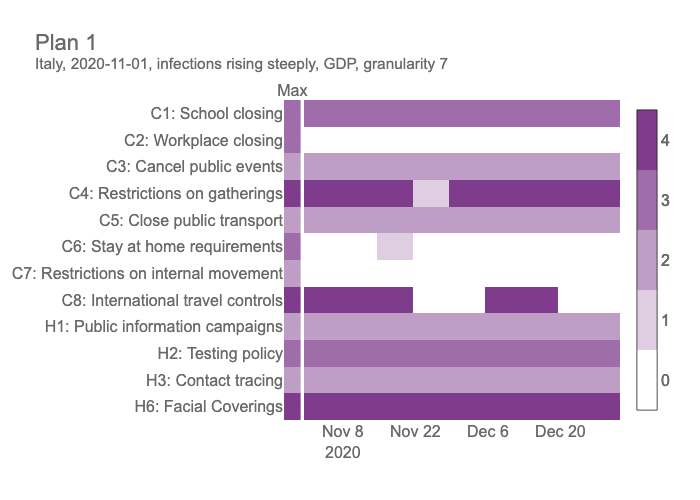 Plan 1
Italy, 2020-11-01, infections rising steeply, GDP, granularity 7
Max
C1: School closing
C2: Workplace closing
C3: Cancel public events
C4: Restrictions on gatherings
C5: Close public transport
C6: Stay at home requirements
C7: Restrictions on internal movement
C8: International travel controls
H1: Public information campaigns
H2: Testing policy
H3: Contact tracing
H6: Facial Coverings
Nov 8
2020
Nov 22
Dec 6
Dec 20
4
3
2
1
0